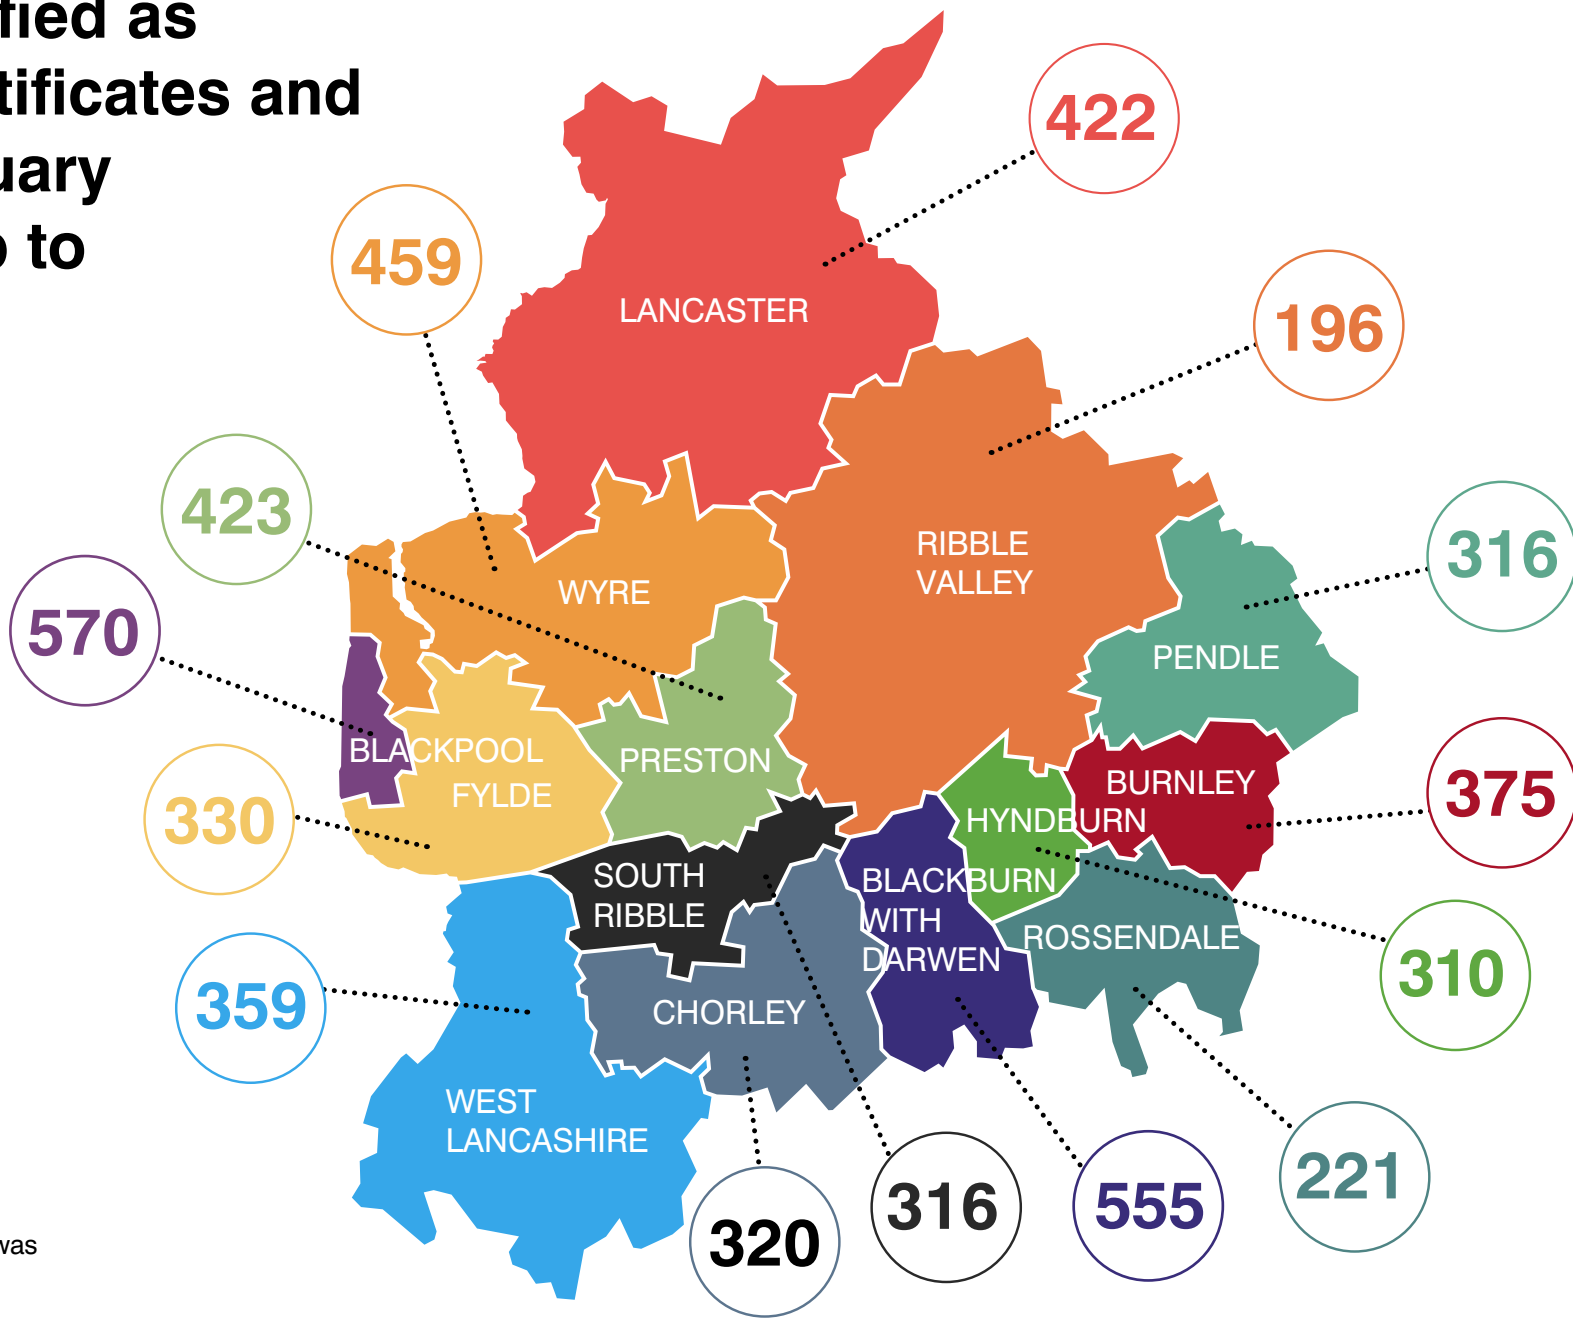 fied as
tificates and
uary
to
422
459
LANCASTER
196
423
RIBBLE
VALLEY
316
WYRE
570
PENDLE
BLACKPOOL
PRESTON
BURNLEY
375
FYLDE
330
HYNDBURN
SOUTH
RIBBLE
BLACKBURN
WITH
DARWEN
ROSSENDALE
310
359
CHORLEY
WEST
LANCASHIRE
221
316
555
320
was